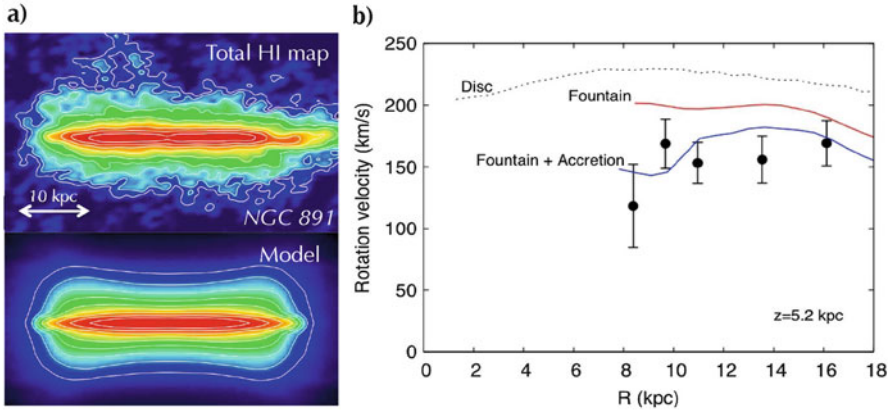 a)
Total HI map
10 kpc
NGC 891
Model
b)
250
200
150
100
50
0
Rotation velocity (km/s)
Disc
Fountain
Fountain + Accretion
z=5.2 kpc
0 2 4 6 8 10 12 14 16 18
R (kpc)